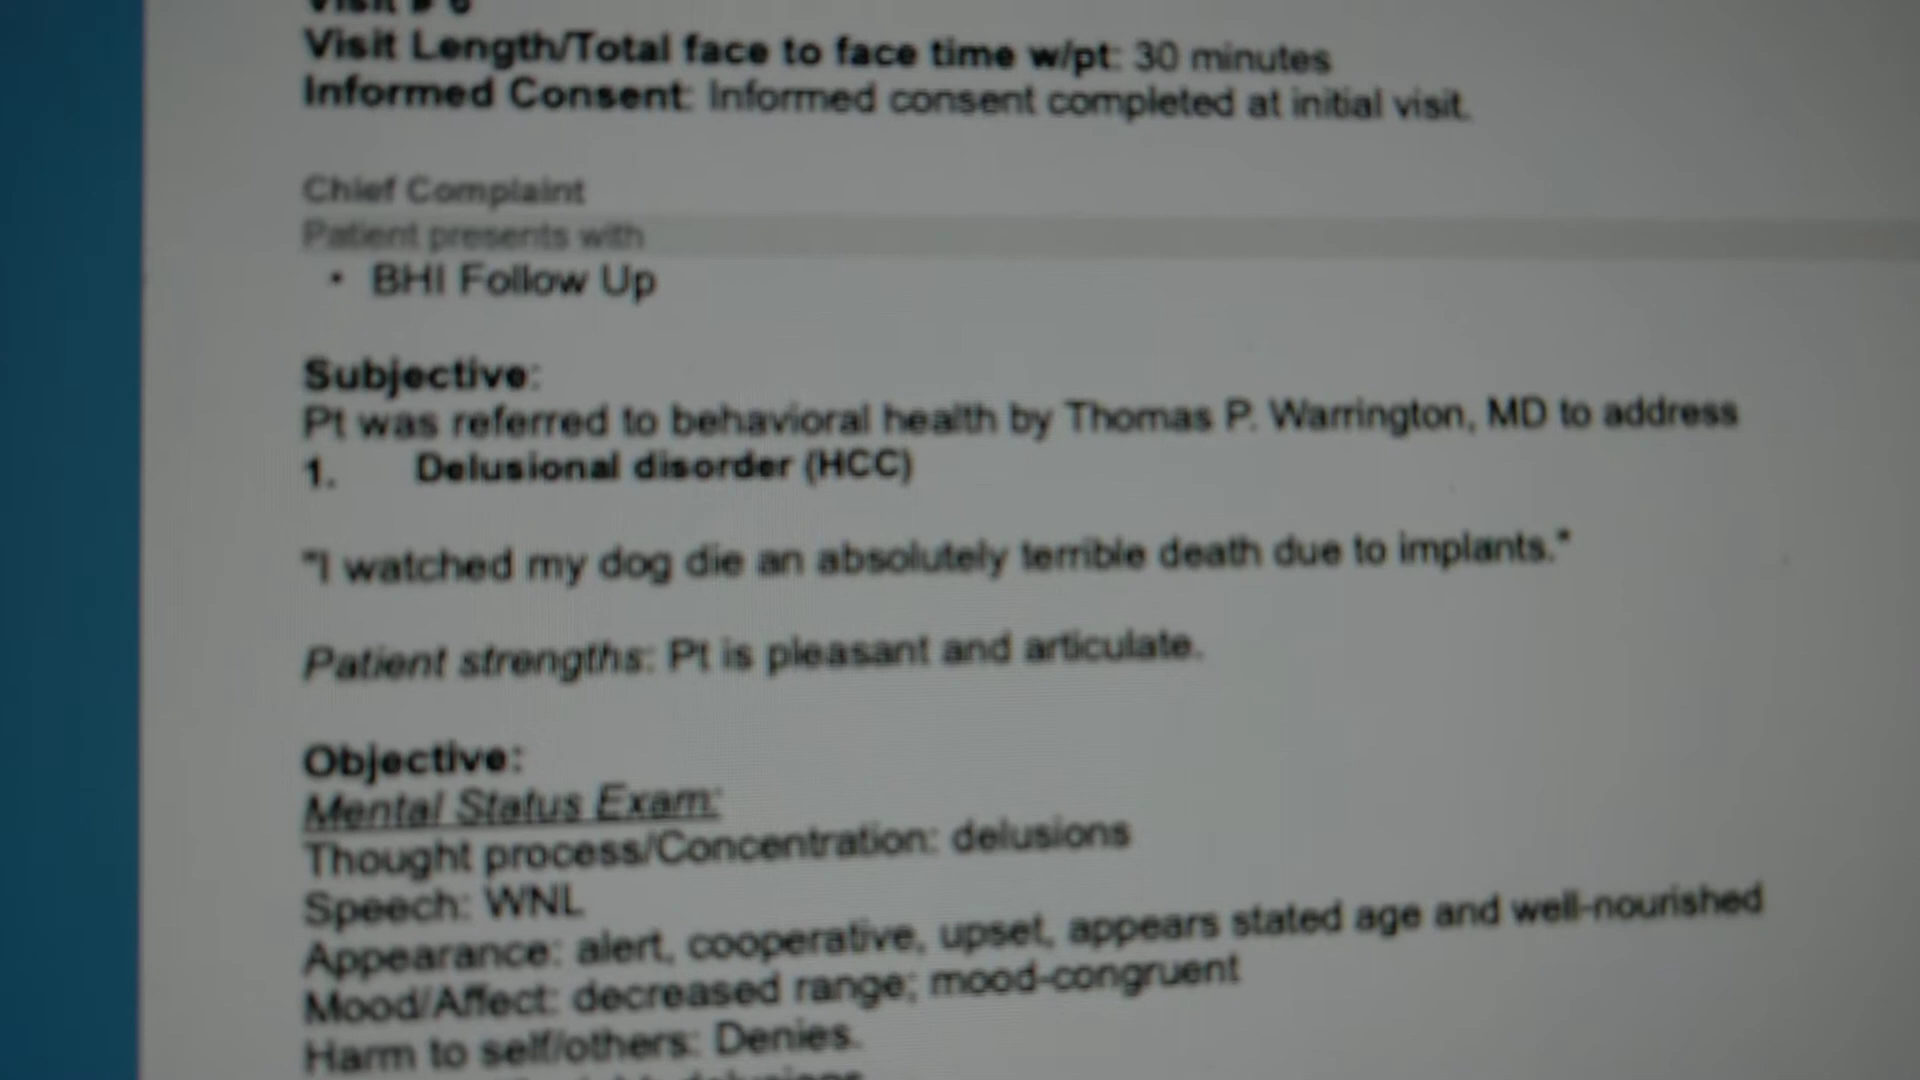 Visit # 6
Visit Length/Total face to face time w/pt: 30 minutes
Informed Consent: Informed consent completed at initial visit.
Chief Complaint
Patient presents with
• BHI Follow Up
Subjective:
Pt was referred to behavioral health by Thomas P. Warrington, MD to address
1. Delusional disorder (HCC)
"I watched my dog die an absolutely terrible death due to implants."
Patient strengths: Pt is pleasant and articulate.
Objective:
Mental Status Exam:
Thought process/Concentration: delusions
Speech: WNL
Appearance: alert, cooperative, upset, appears stated age and well-nourished
Mood/Affect: decreased range; mood-congruent
Harm to self/others: Denies.
delusions